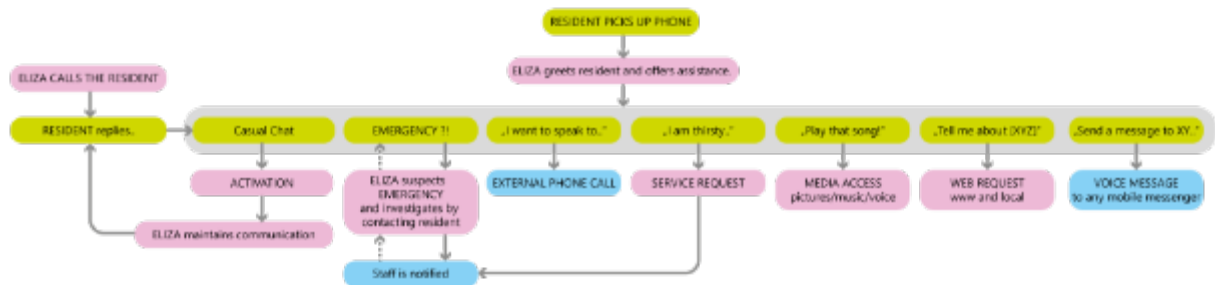 RESIDENT PICKS UP PHONE
ELIZA greets resident and offers assistance.
ELIZA CALLS THE RESIDENT
RESIDENT replies..
Casual Chat
EMERGENCY ?!
„I want to speak to.."
„I am thirsty.."
„Play that song!"
„Tell me about [XYZ]"
„Send a message to XY.."
ACTIVATION
ELIZA suspects
EMERGENCY
and investigates by
contacting resident
EXTERNAL PHONE CALL
SERVICE REQUEST
MEDIA ACCESS
pictures/music/voice
WEB REQUEST
www and local
VOICE MESSAGE
to any mobile messenger
ELIZA maintains communication
Staff is notified